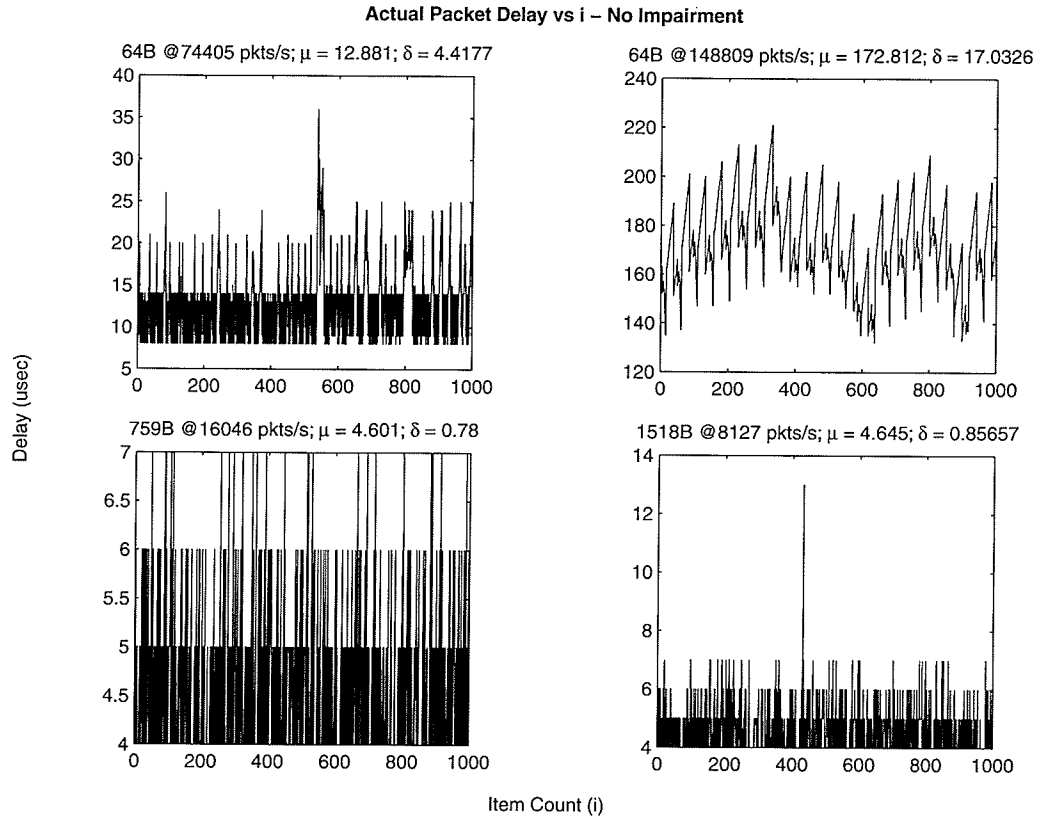 Actual Packet Delay vs i – No Impairment
64B @74405 pkts/s; μ = 12.881; δ = 4.4177
40
35
30
25
20
15
10
5
0 200 400 600 800 1000
64B @148809 pkts/s; μ = 172.812; δ = 17.0326
240
220
200
180
160
140
120
0 200 400 600 800 1000
Delay (usec)
759B @16046 pkts/s; μ = 4.601; δ = 0.78
7
6.5
6
5.5
5
4.5
4
0 200 400 600 800 1000
1518B @8127 pkts/s; μ = 4.645; δ = 0.85657
14
12
10
8
6
4
0 200 400 600 800 1000
Item Count (i)